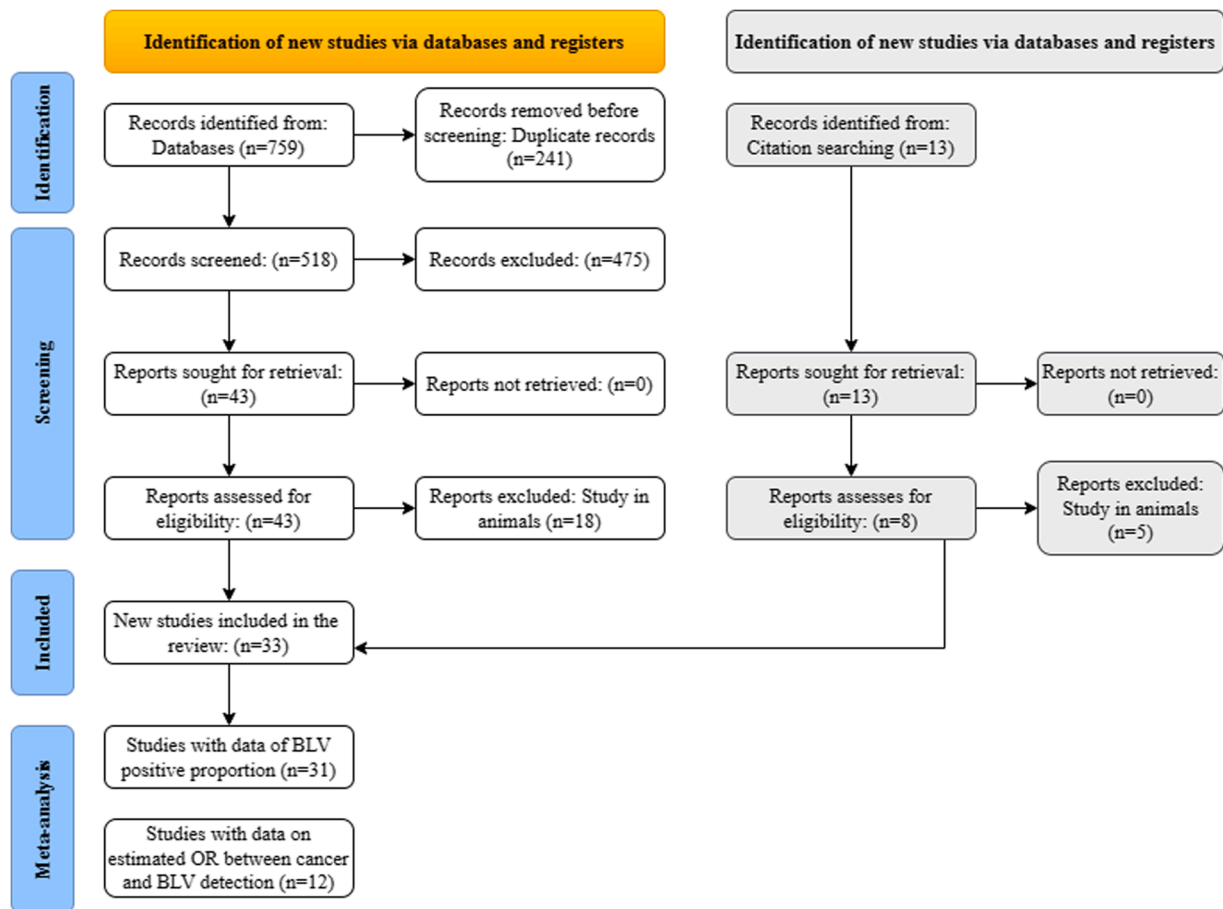 Identification of new studies via databases and registers
Identification of new studies via databases and registers
Identification
Records identified from:
Databases (n=759)
Records removed before
screening: Duplicate records
(n=241)
Records identified from:
Citation searching (n=13)
Screening
Records screened: (n=518)
Records excluded: (n=475)
Reports sought for retrieval:
(n=43)
Reports not retrieved: (n=0)
Reports sought for retrieval:
(n=13)
Reports not retrieved:
(n=0)
Reports assessed for
eligibility: (n=43)
Reports excluded: Study in
animals (n=18)
Reports assesses for
eligibility: (n=8)
Reports excluded:
Study in animals
(n=5)
Included
New studies included in the
review: (n=33)
Meta-analysis
Studies with data of BLV
positive proportion (n=31)
Studies with data on
estimated OR between cancer
and BLV detection (n=12)